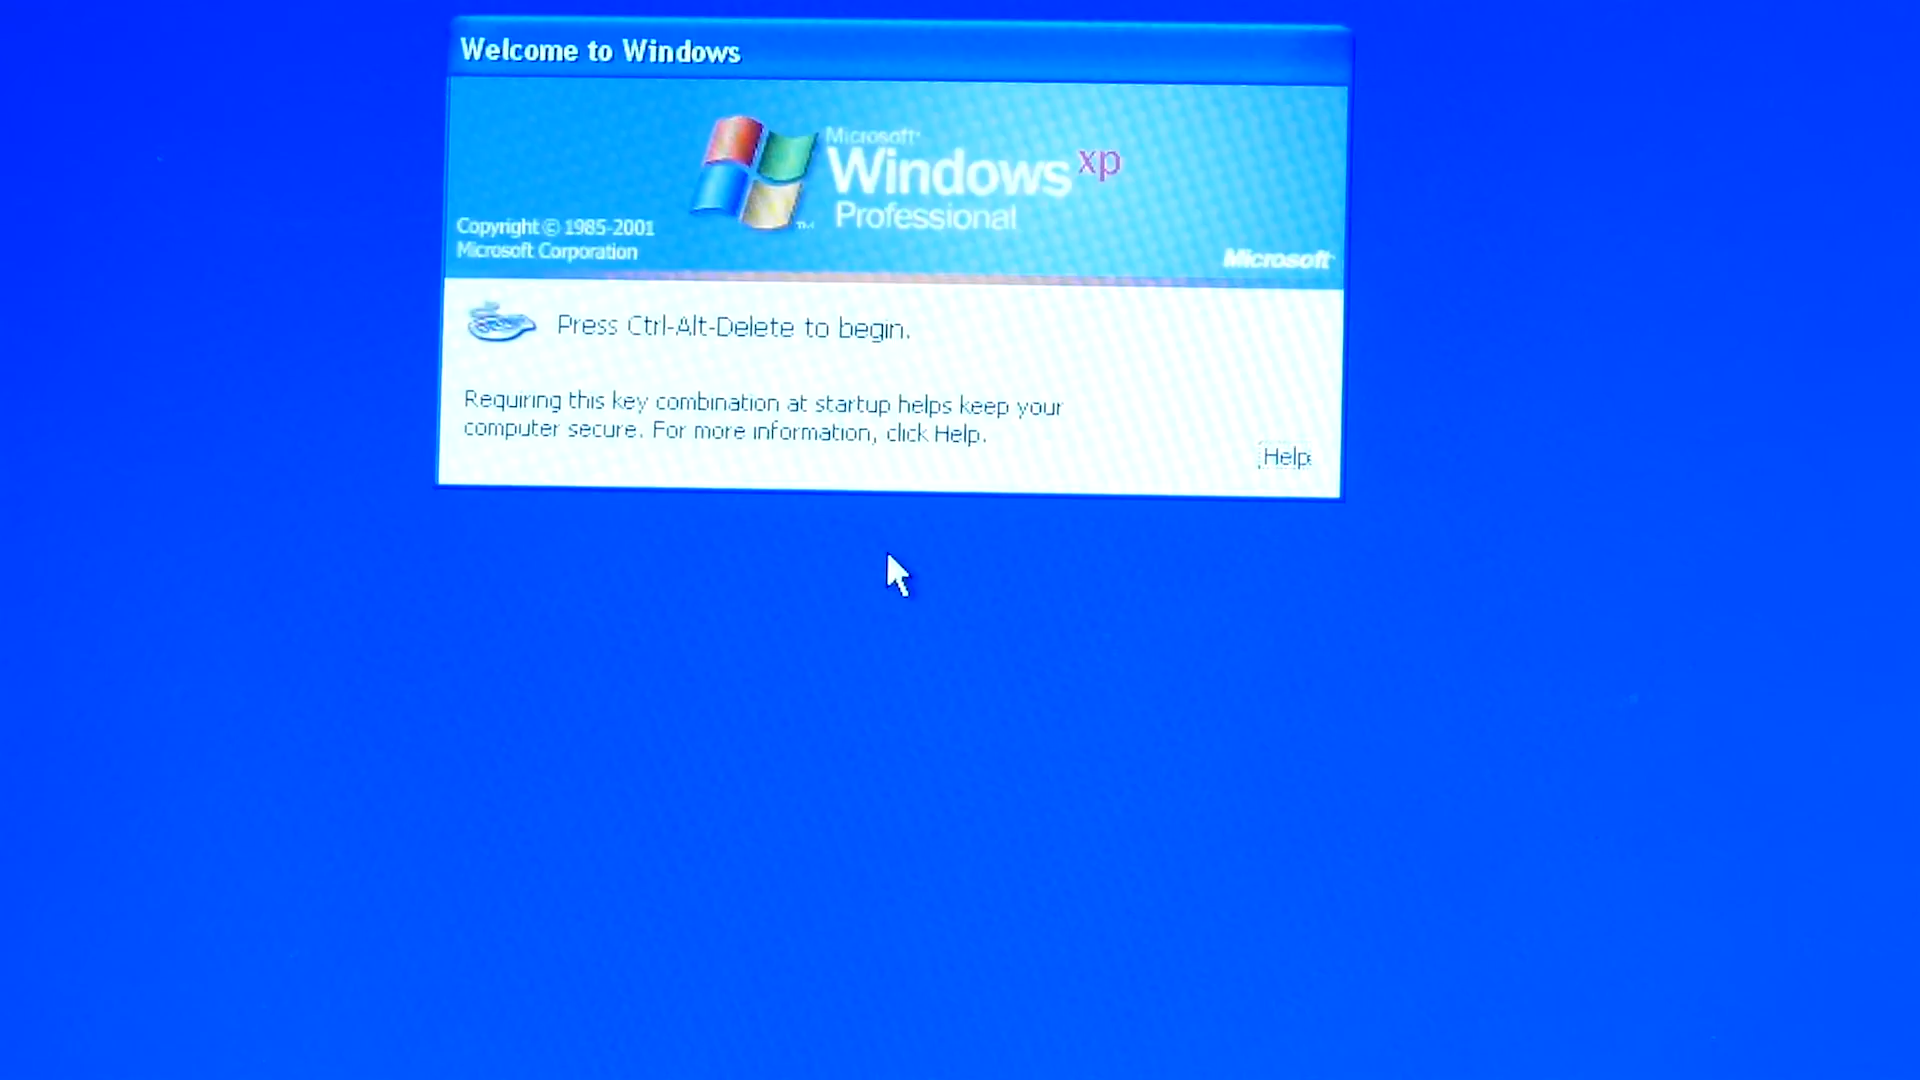 Welcome to Windows
Microsoft
Windows xp
Professional
TM
Copyright © 1985-2001
Microsoft Corporation
Microsoft
Press Ctrl-Alt-Delete to begin.
Requiring this key combination at startup helps keep your
computer secure. For more information, click Help.
Help